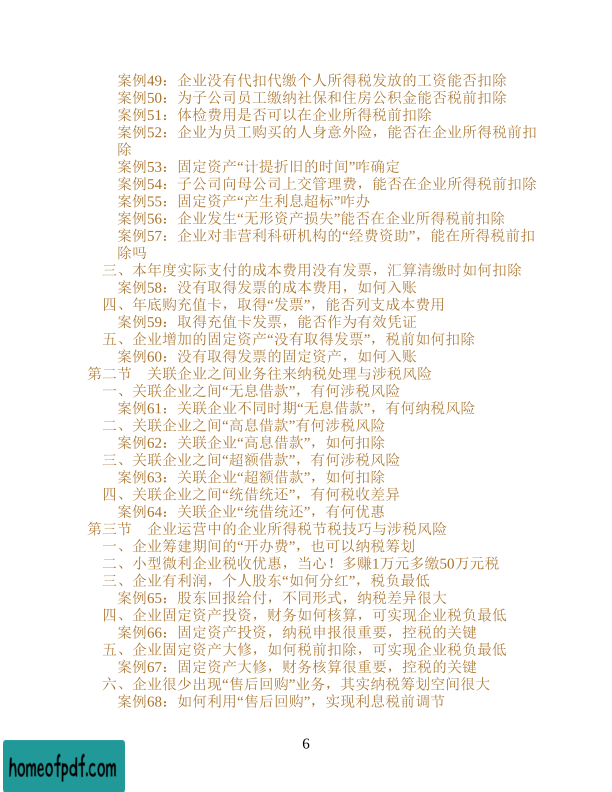 案例49：企业没有代扣代缴个人所得税发放的工资能否扣除
案例50：为子公司员工缴纳社保和住房公积金能否税前扣除
案例51：体检费用是否可以在企业所得税前扣除
案例52：企业为员工购买的人身意外险，能否在企业所得税前扣
除
案例53：固定资产“计提折旧的时间”咋确定
案例54：子公司向母公司上交管理费，能否在企业所得税前扣除
案例55：固定资产“产生利息超标”咋办
案例56：企业发生“无形资产损失”能否在企业所得税前扣除
案例57：企业对非营利科研机构的“经费资助”，能在所得税前扣
除吗
三、本年度实际支付的成本费用没有发票，汇算清缴时如何扣除
案例58：没有取得发票的成本费用，如何入账
四、年底购充值卡，取得“发票”，能否列支成本费用
案例59：取得充值卡发票，能否作为有效凭证
五、企业增加的固定资产“没有取得发票”，税前如何扣除
案例60：没有取得发票的固定资产，如何入账
第二节　关联企业之间业务往来纳税处理与涉税风险
一、关联企业之间“无息借款”，有何涉税风险
案例61：关联企业不同时期“无息借款”，有何纳税风险
二、关联企业之间“高息借款”有何涉税风险
案例62：关联企业“高息借款”，如何扣除
三、关联企业之间“超额借款”，有何涉税风险
案例63：关联企业“超额借款”，如何扣除
四、关联企业之间“统借统还”，有何税收差异
案例64：关联企业“统借统还”，有何优惠
第三节　企业运营中的企业所得税节税技巧与涉税风险
一、企业筹建期间的“开办费”，也可以纳税筹划
二、小型微利企业税收优惠，当心！多赚1万元多缴50万元税
三、企业有利润，个人股东“如何分红”，税负最低
案例65：股东回报给付，不同形式，纳税差异很大
四、企业固定资产投资，财务如何核算，可实现企业税负最低
案例66：固定资产投资，纳税申报很重要，控税的关键
五、企业固定资产大修，如何税前扣除，可实现企业税负最低
案例67：固定资产大修，财务核算很重要，控税的关键
六、企业很少出现“售后回购”业务，其实纳税筹划空间很大
案例68：如何利用“售后回购”，实现利息税前调节
6
homeofpdf.com